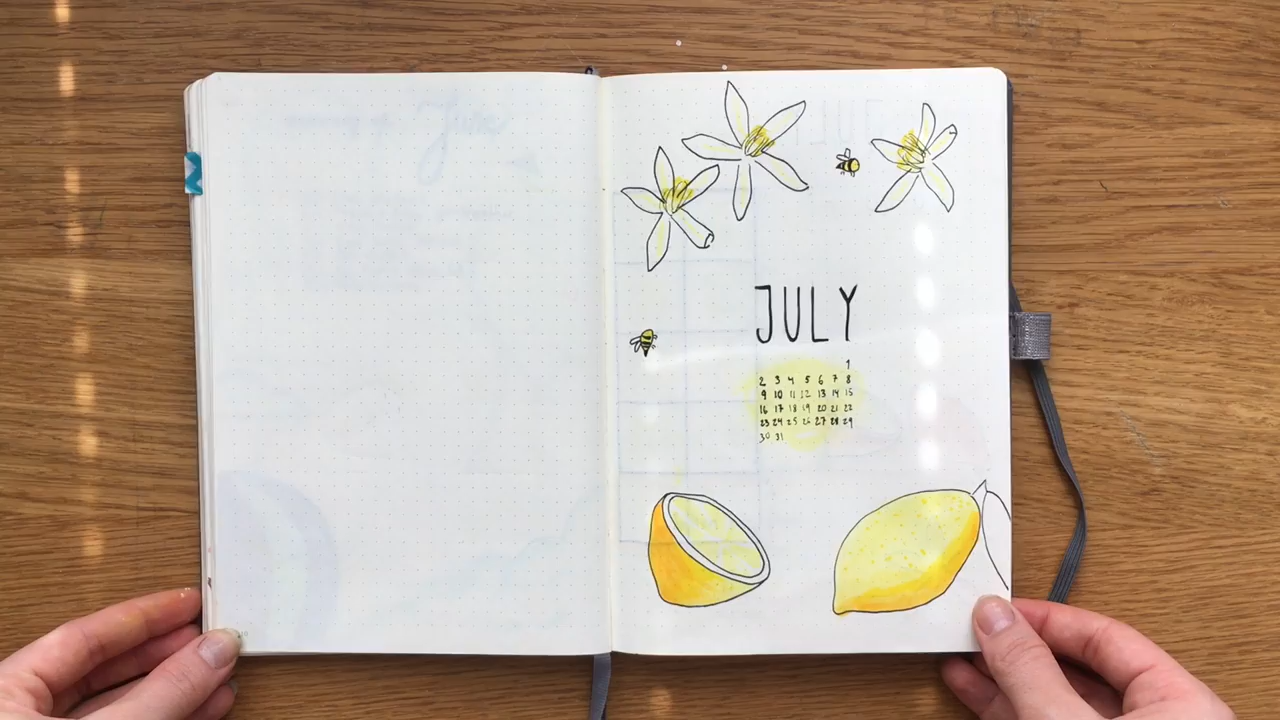 June
JULY
1
2 3 4 5 6 7 8
9 10 11 12 13 14 15
16 17 18 19 20 21 22
23 24 25 26 27 28 29
30 31